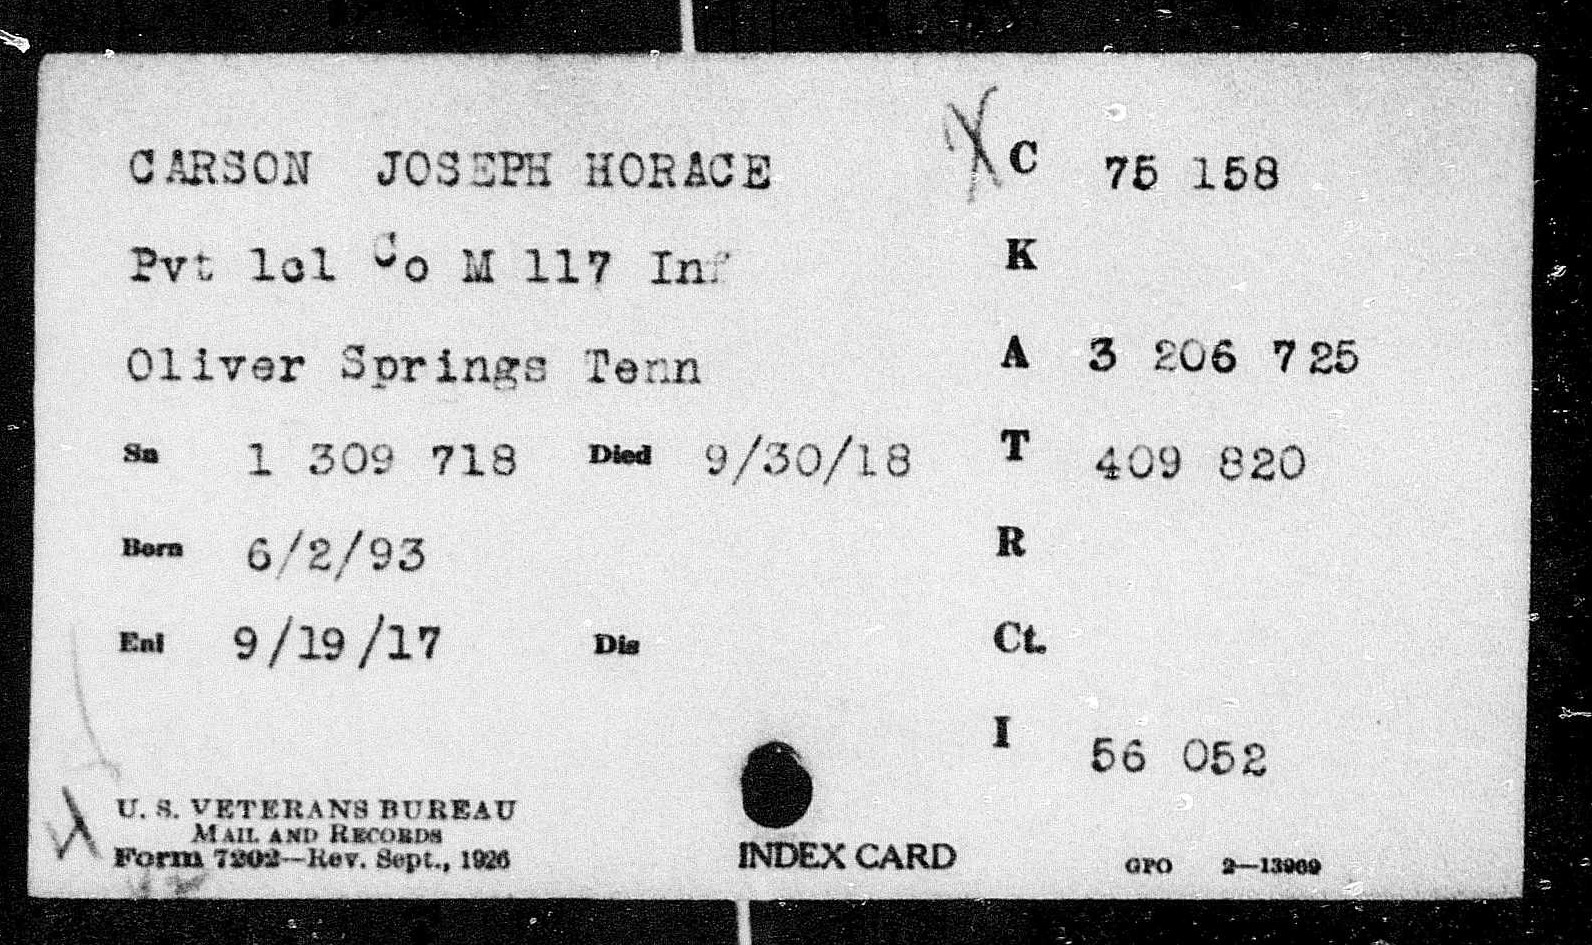 CARSON JOSEPH HORACE
C 75 158
Pvt 1cl Co M 117 Inf
K
Oliver Springs Tenn
A 3 206 725
Sn 1 309 718 Died 9/30/18
T 409 820
Born 6/2/93
R
Enl 9/19/17 Dis
Ct.
I 56 052
U. S. VETERANS BUREAU
MAIL AND RECORDS
Form 7202—Rev. Sept., 1926
INDEX CARD
GPO 2—13969